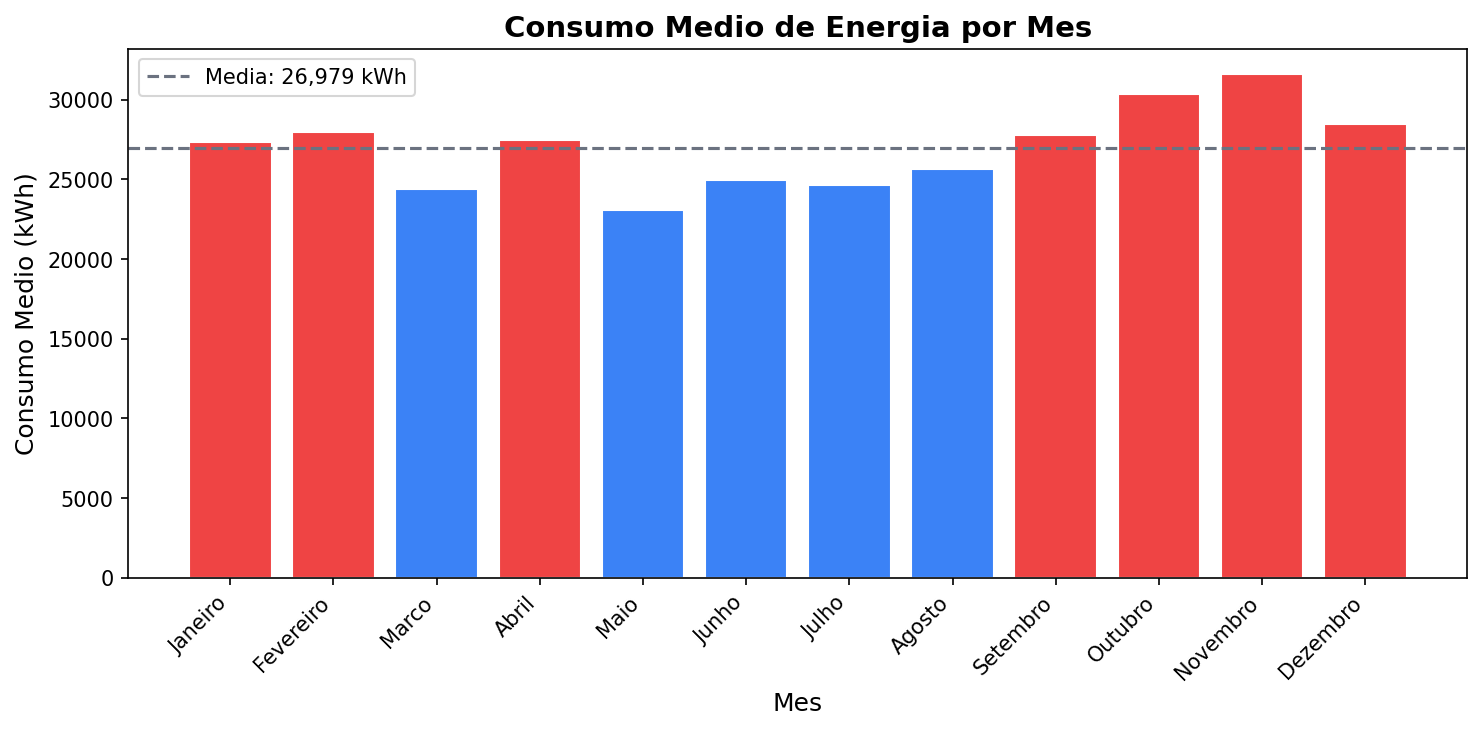 Consumo Medio de Energia por Mes
Media: 26,979 kWh
Consumo Medio (kWh)
30000
25000
20000
15000
10000
5000
0
Janeiro
Fevereiro
Marco
Abril
Maio
Junho
Julho
Agosto
Setembro
Outubro
Novembro
Dezembro
Mes